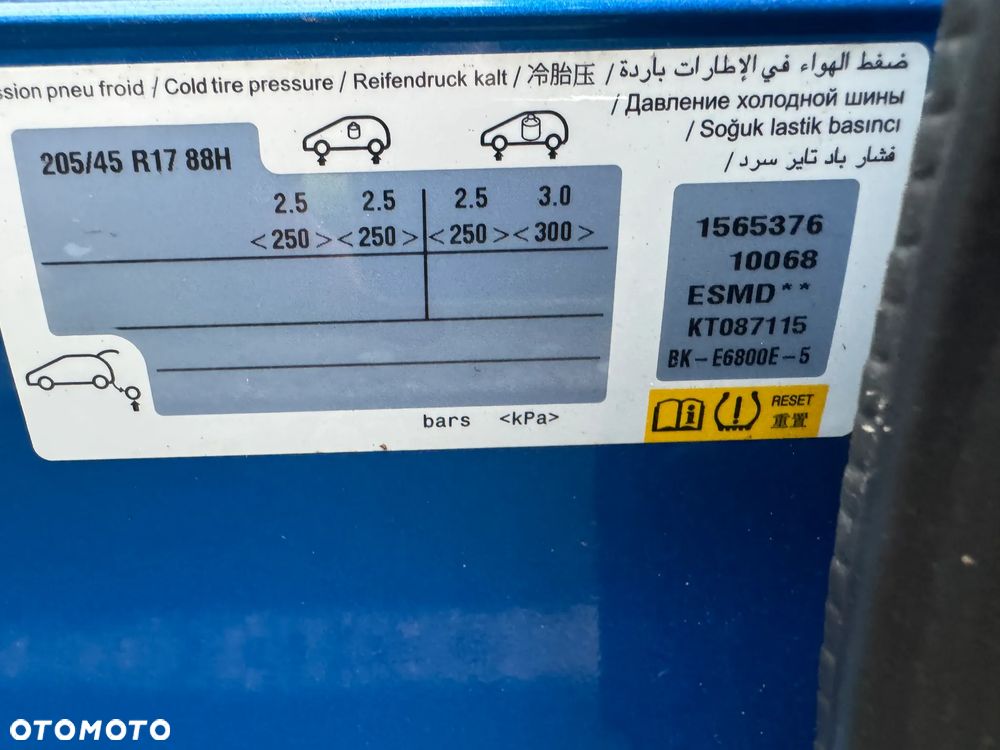 pneu froid / Cold tire pressure / Reifendruck kalt / 冷胎压 / ضغط الهواء في الإطارات باردة
/ Давление холодной шины
/ Soğuk lastik basıncı
/ فشار باد تایر سرد
205/45 R17 88H
2.5 2.5 2.5 3.0
<250> <250> <250> <300>
bars <kPa>
1565376
10068
ESMD**
KT087115
BK-E6800E-5
RESET
重置
OTOMOTO